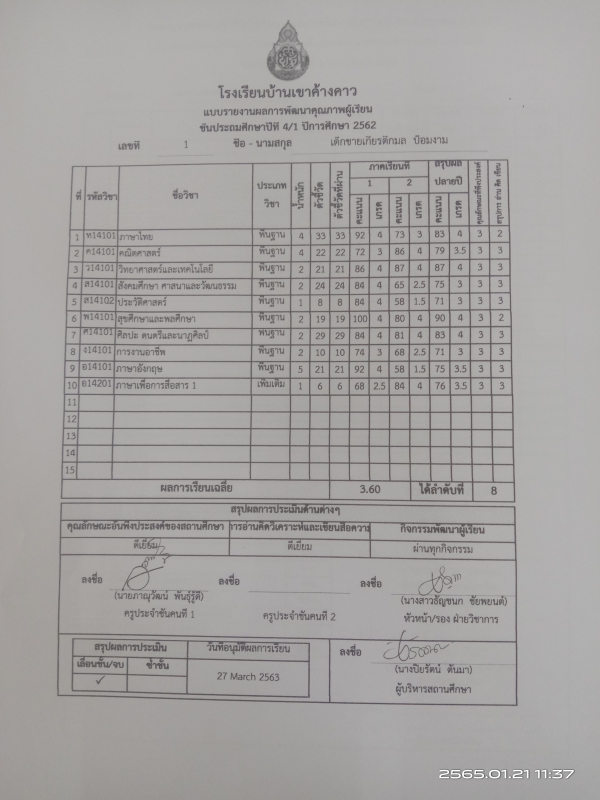 โรงเรียนบ้านเขาค้างคาว
แบบรายงานผลการพัฒนาคุณภาพผู้เรียน
ชั้นประถมศึกษาปีที่ 4/1 ปีการศึกษา 2562
เลขที่ 1 ชื่อ - นามสกุล เด็กชายเกียรติกมล ป้อมงาม
ที่ รหัสวิชา ชื่อวิชา ประเภทวิชา น้ำหนัก ตัวชี้วัด ตัวชี้วัดที่ผ่าน ภาคเรียนที่ สรุปผลปลายปี คุณลักษณะที่พึงประสงค์ สรุปการ อ่าน คิด เขียน
1 2
คะแนน เกรด คะแนน เกรด คะแนน เกรด
1 ท14101 ภาษาไทย พื้นฐาน 4 33 33 92 4 73 3 83 4 3 2
2 ค14101 คณิตศาสตร์ พื้นฐาน 4 22 22 72 3 86 4 79 3.5 3 3
3 ว14101 วิทยาศาสตร์และเทคโนโลยี พื้นฐาน 2 21 21 86 4 87 4 87 4 3 3
4 ส14101 สังคมศึกษา ศาสนาและวัฒนธรรม พื้นฐาน 2 24 24 84 4 65 2.5 75 3 3 3
5 ส14102 ประวัติศาสตร์ พื้นฐาน 1 8 8 84 4 58 1.5 71 3 3 3
6 พ14101 สุขศึกษาและพลศึกษา พื้นฐาน 2 19 19 100 4 80 4 90 4 3 2
7 ศ14101 ศิลปะ ดนตรีและนาฏศิลป์ พื้นฐาน 2 29 29 84 4 81 4 83 4 3 3
8 ง14101 การงานอาชีพ พื้นฐาน 2 10 10 74 3 68 2.5 71 3 3 3
9 อ14101 ภาษาอังกฤษ พื้นฐาน 5 21 21 92 4 58 1.5 75 3.5 3 3
10 อ14201 ภาษาเพื่อการสื่อสาร 1 เพิ่มเติม 1 6 6 68 2.5 84 4 76 3.5 3 3
11
12
13
14
15
ผลการเรียนเฉลี่ย 3.60 ได้ลำดับที่ 8
สรุปผลการประเมินด้านต่างๆ
คุณลักษณะอันพึงประสงค์ของสถานศึกษา การอ่านคิดวิเคราะห์และเขียนสื่อความ กิจกรรมพัฒนาผู้เรียน
ดีเยี่ยม ดีเยี่ยม ผ่านทุกกิจกรรม
ลงชื่อ ลงชื่อ ลงชื่อ
(นายภาณุวัฒน์ พันธุ์รู้ดี) (นางสาวธัญชนก ชัยพยนต์)
ครูประจำชั้นคนที่ 1 ครูประจำชั้นคนที่ 2 หัวหน้า/รอง ฝ่ายวิชาการ
สรุปผลการประเมิน วันที่อนุมัติผลการเรียน ลงชื่อ
เลื่อนชั้น/จบ ซ้ำชั้น 27 March 2563 (นางปิยรัตน์ ตันมา)
✓ ผู้บริหารสถานศึกษา
2565.01.21 11:37